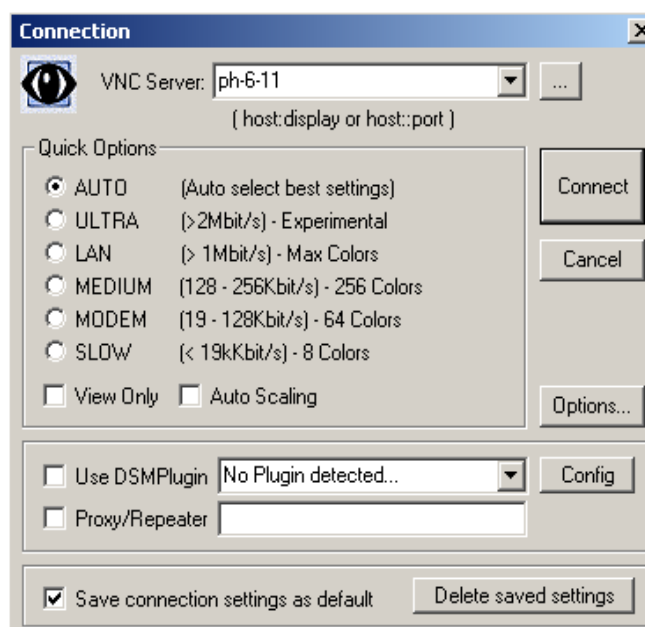 Connection
VNC Server: ph-6-11 ...
( host:display or host::port )
Quick Options
AUTO (Auto select best settings)
ULTRA (>2Mbit/s) - Experimental
LAN (> 1Mbit/s) - Max Colors
MEDIUM (128 - 256Kbit/s) - 256 Colors
MODEM (19 - 128Kbit/s) - 64 Colors
SLOW (< 19kKbit/s) - 8 Colors
View Only Auto Scaling
Connect
Cancel
Options...
Use DSMPlugin No Plugin detected... Config
Proxy/Repeater
Save connection settings as default Delete saved settings